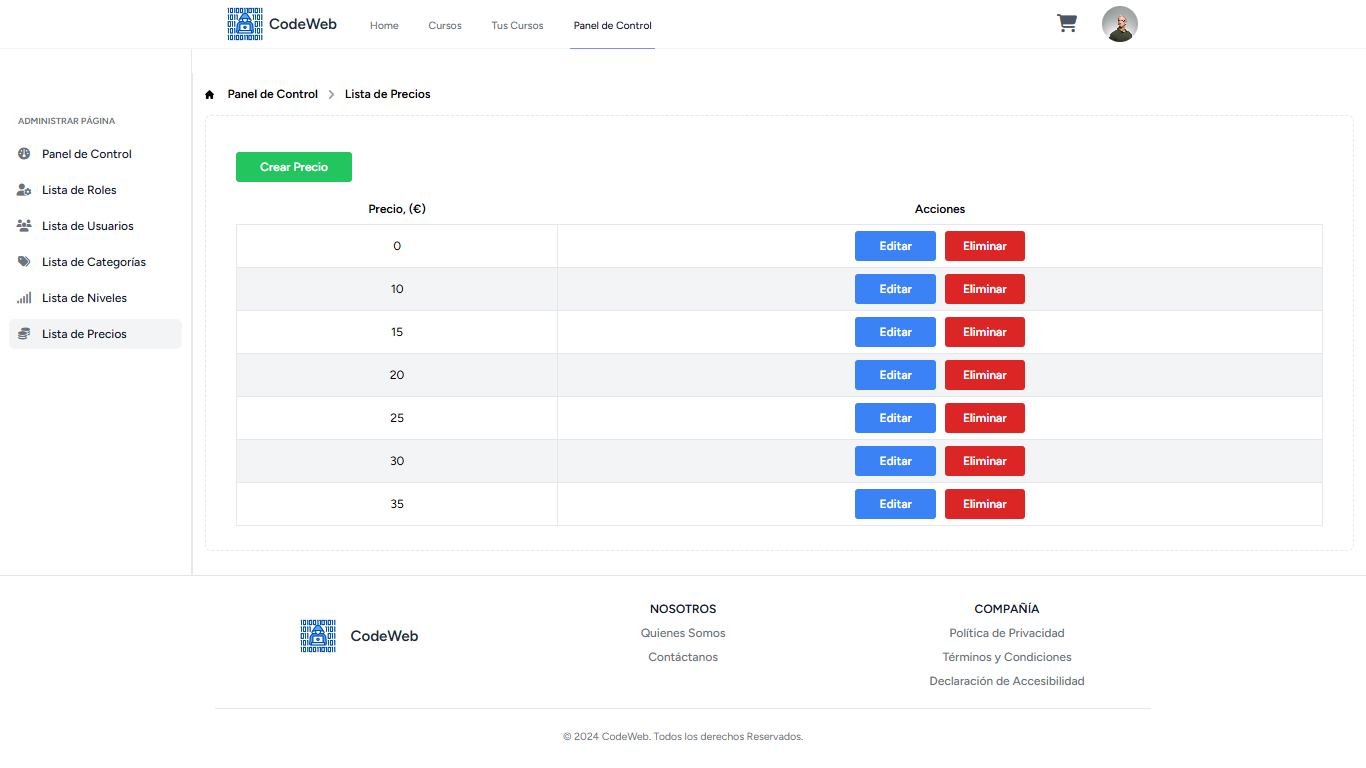 CodeWeb Home Cursos Tus Cursos Panel de Control
Panel de Control Lista de Precios
ADMINISTRAR PÁGINA
Panel de Control
Lista de Roles
Lista de Usuarios
Lista de Categorías
Lista de Niveles
Lista de Precios
Crear Precio
Precio, (€) Acciones
0 Editar Eliminar
10 Editar Eliminar
15 Editar Eliminar
20 Editar Eliminar
25 Editar Eliminar
30 Editar Eliminar
35 Editar Eliminar
CodeWeb
NOSOTROS
Quienes Somos
Contáctanos
COMPAÑÍA
Política de Privacidad
Términos y Condiciones
Declaración de Accesibilidad
© 2024 CodeWeb. Todos los derechos Reservados.